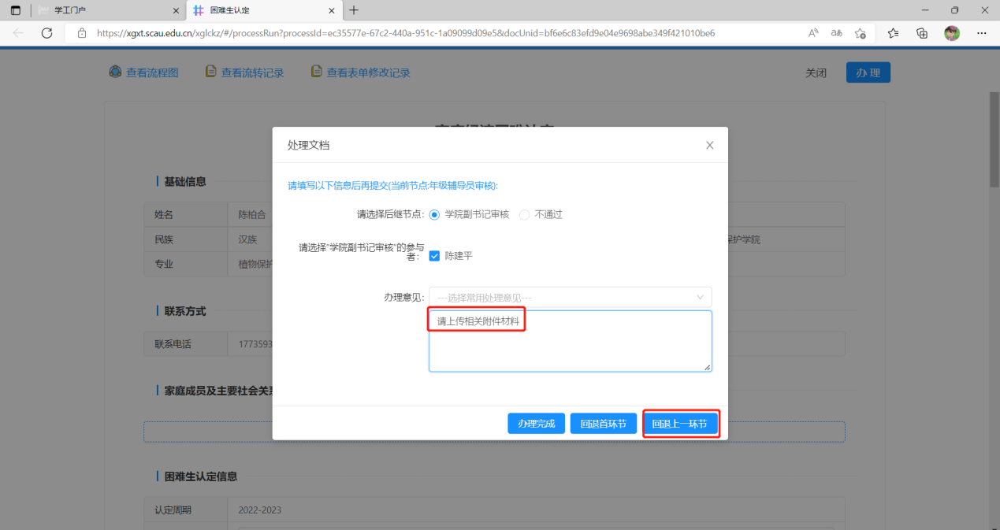 学工门户
困难生认定
https://xgxt.scau.edu.cn/xglckz/#/processRun?processId=ec35577e-67c2-440a-951c-1a09099d09e5&docUnid=bf6e6c83efd9e04e9698abe349f421010be6
查看流程图 查看流转记录 查看表单修改记录 关闭 办 理
处理文档
请填写以下信息后再提交(当前节点:年级辅导员审核):
请选择后继节点: 学院副书记审核 不通过
请选择"学院副书记审核"的参与
者: 陈建平
办理意见: ---选择常用处理意见---
请上传相关附件材料
办理完成 回退首环节 回退上一环节
基础信息
姓名 陈柏合
民族 汉族 保护学院
专业 植物保护
联系方式
联系电话 1773593
家庭成员及主要社会关系
困难生认定信息
认定周期 2022-2023